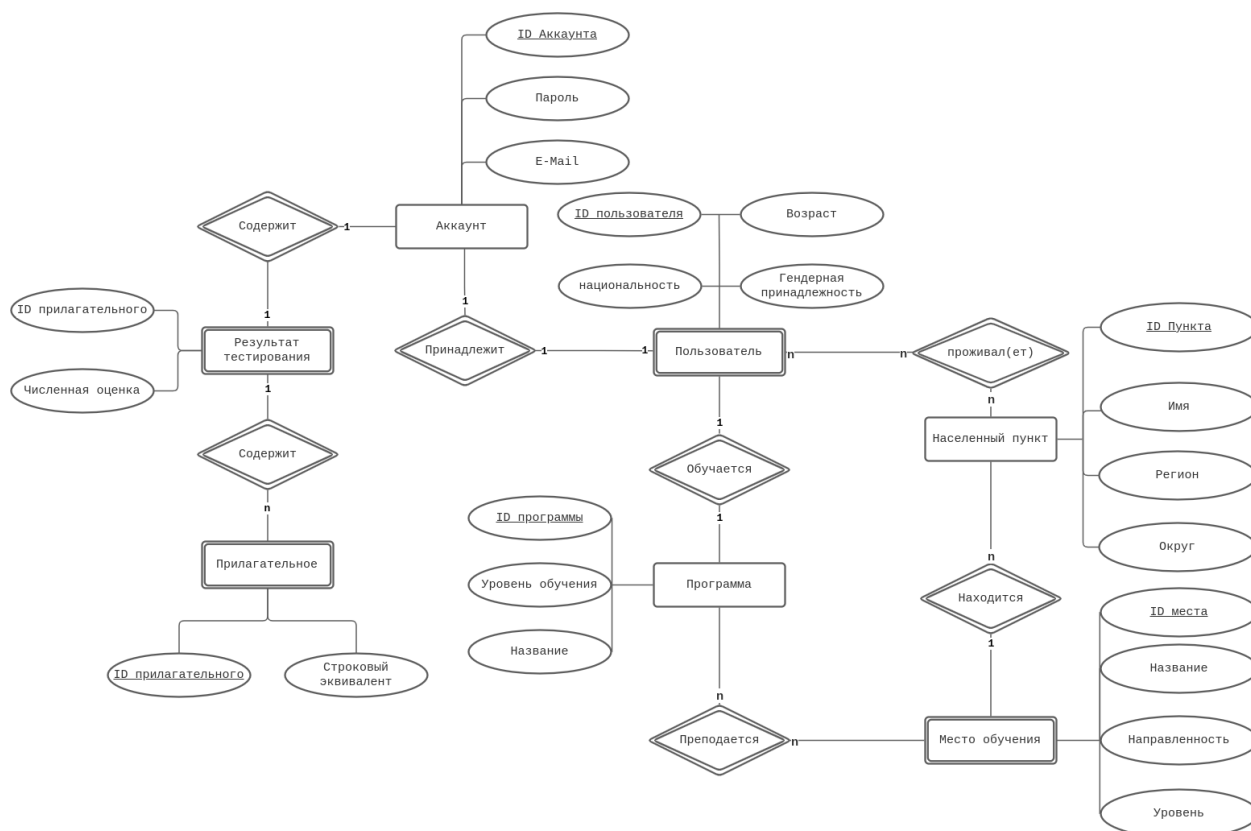 ID Аккаунта
Пароль
E-Mail
Содержит
1
Аккаунт
ID пользователя
Возраст
национальность
Гендерная
принадлежность
1
1
ID прилагательного
Результат
тестирования
Численная оценка
Принадлежит
1
1
Пользователь
n
n
проживал(ет)
ID Пункта
n
Имя
Населенный пункт
Регион
Округ
1
Содержит
n
Прилагательное
ID прилагательного
Строковый
эквивалент
1
Обучается
1
ID программы
Уровень обучения
Название
Программа
n
Находится
1
ID места
Название
Направленность
Уровень
n
Преподается
n
Место обучения